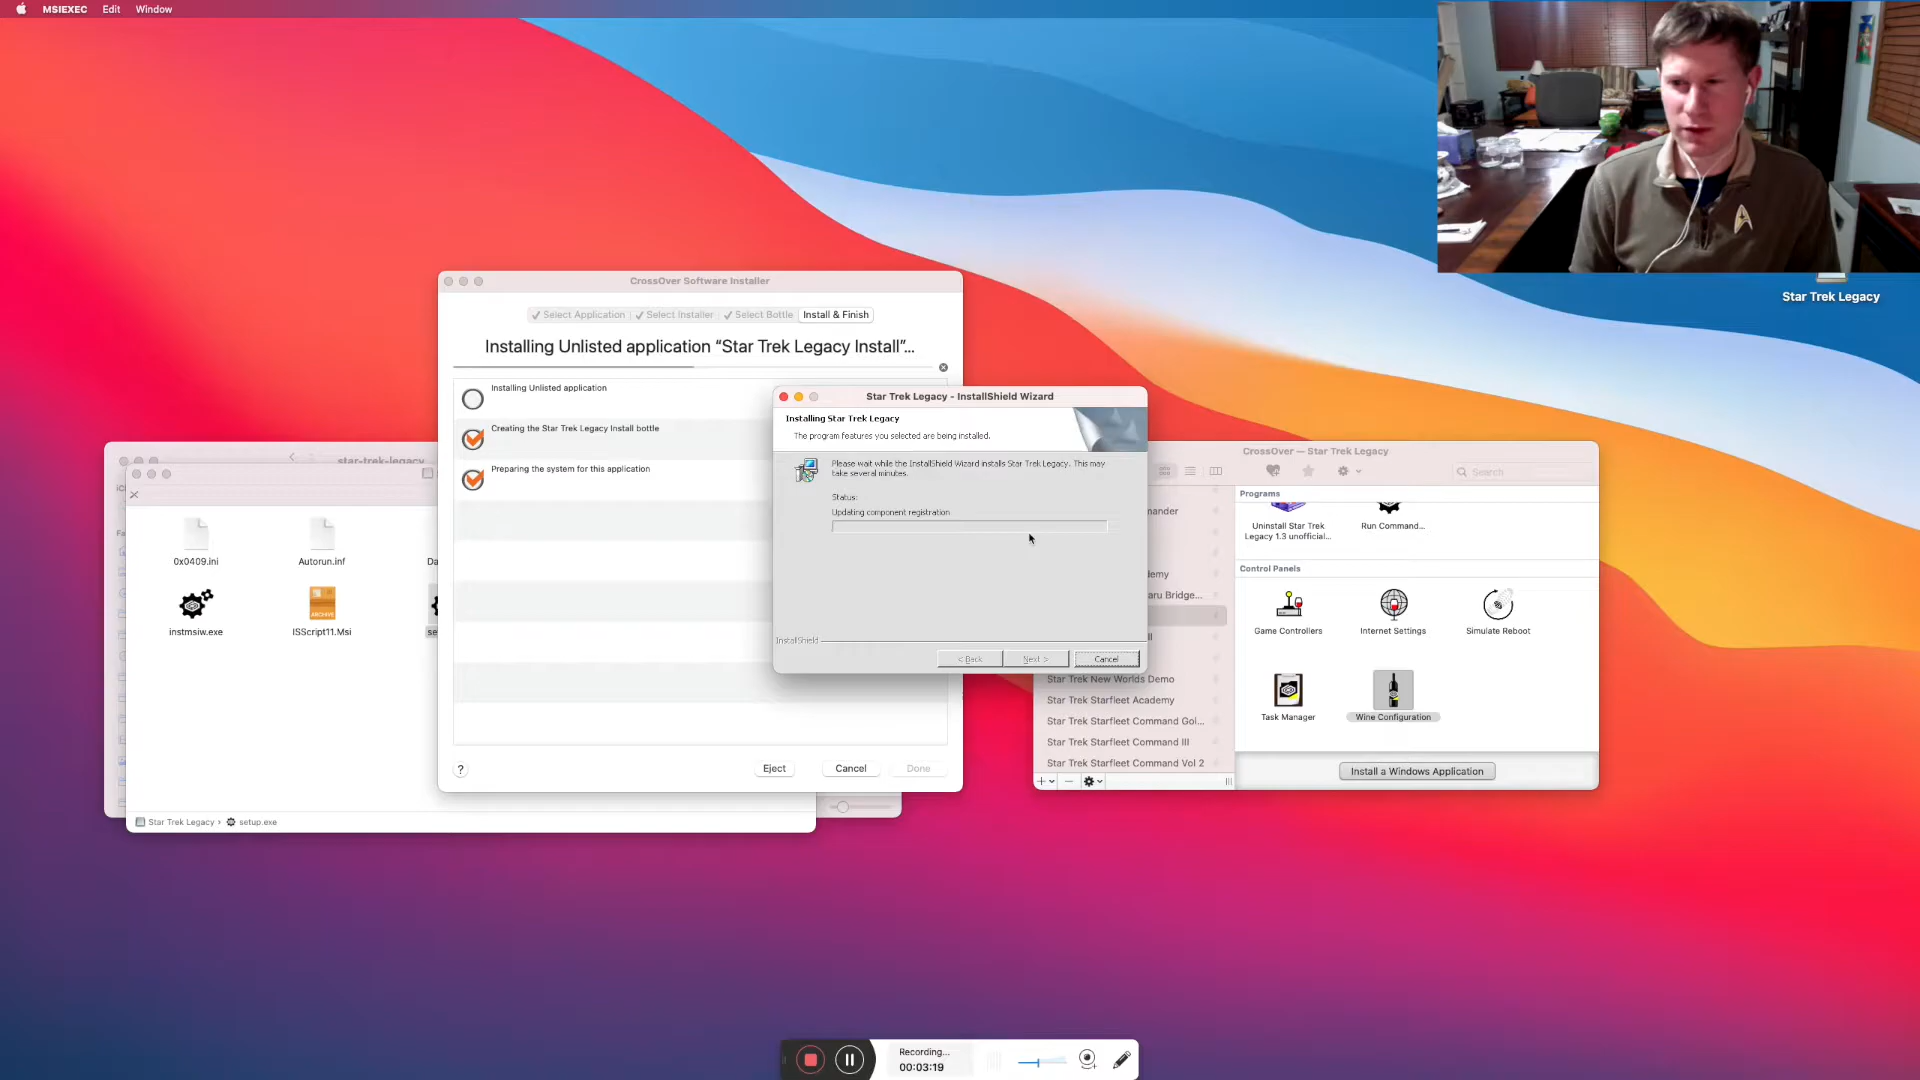 MSIEXEC Edit Window
Star Trek Legacy
CrossOver Software Installer
Select Application Select Installer Select Bottle Install & Finish
Installing Unlisted application “Star Trek Legacy Install”...
Installing Unlisted application
Creating the Star Trek Legacy Install bottle
Preparing the system for this application
? Eject Cancel Done
Star Trek Legacy - InstallShield Wizard
Installing Star Trek Legacy
The program features you selected are being installed.
Please wait while the InstallShield Wizard installs Star Trek Legacy. This may
take several minutes.
Status:
Updating component registration
InstallShield
< Back Next > Cancel
star-trek-legacy
0x0409.ini
Autorun.inf
Da
instmsiw.exe
ISScript11.Msi
ARCHIVE
se
Star Trek Legacy › setup.exe
CrossOver — Star Trek Legacy
Search
Programs
Uninstall Star Trek
Legacy 1.3 unofficial...
Run Command...
Control Panels
Game Controllers
Internet Settings
Simulate Reboot
Task Manager
Wine Configuration
Install a Windows Application
mander
demy
aru Bridge...
Star Trek New Worlds Demo
Star Trek Starfleet Academy
Star Trek Starfleet Command Gol...
Star Trek Starfleet Command III
Star Trek Starfleet Command Vol 2
Recording...
00:03:19